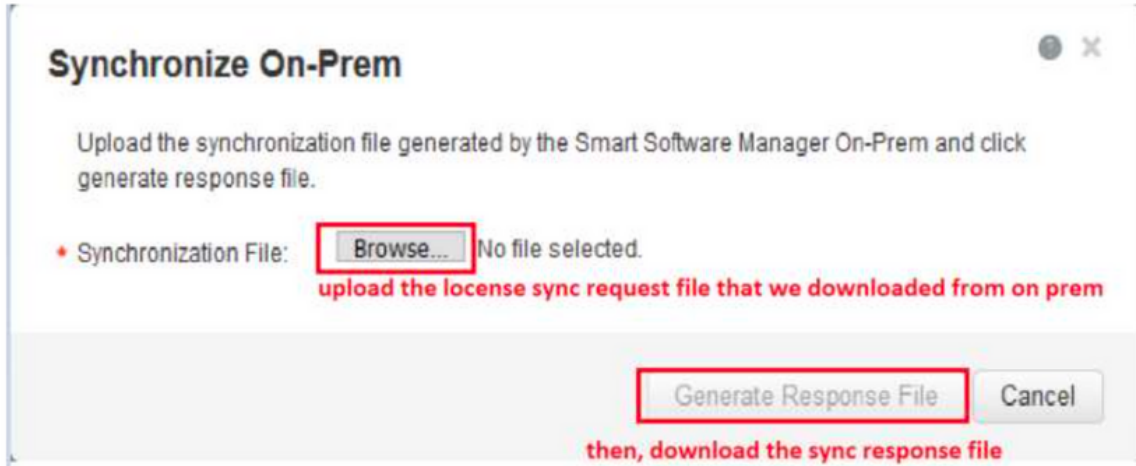 Synchronize On-Prem
Upload the synchronization file generated by the Smart Software Manager On-Prem and click
generate response file.
* Synchronization File: Browse... No file selected.
upload the locense sync request file that we downloaded from on prem
Generate Response File Cancel
then, download the sync response file